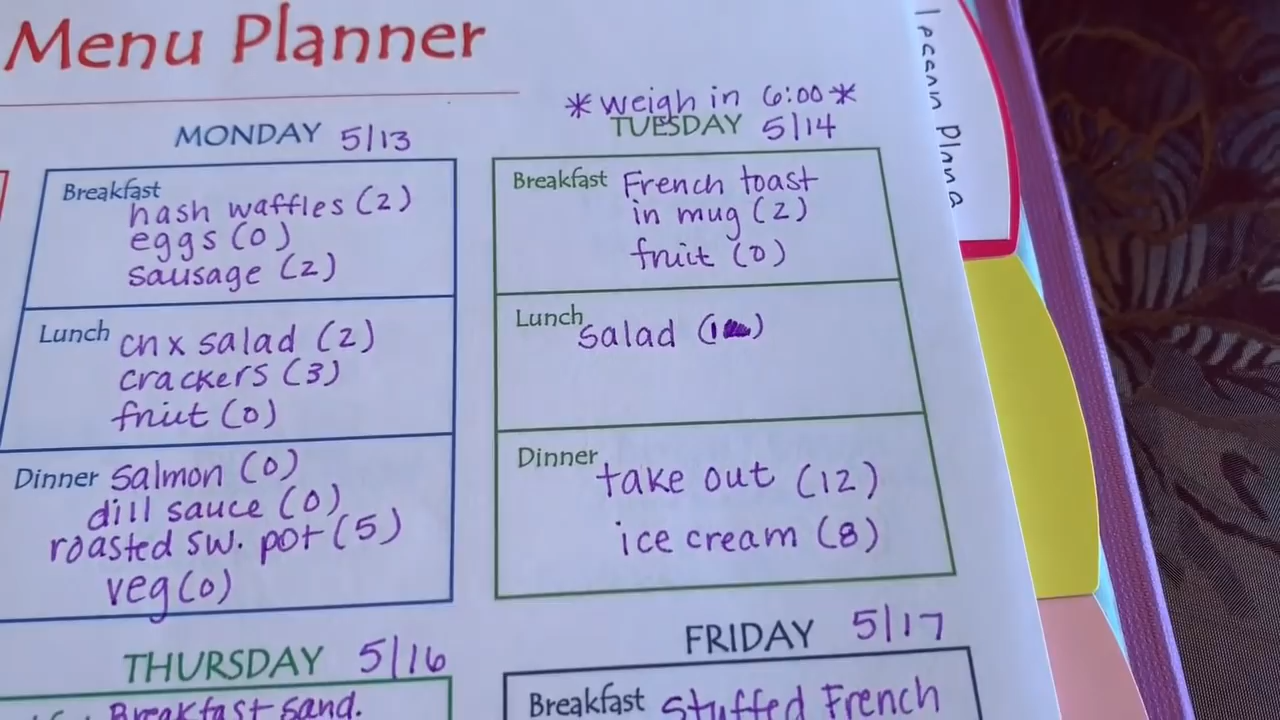 Menu Planner
MONDAY 5/13
Breakfast
hash waffles (2)
eggs (0)
sausage (2)
Lunch cnx salad (2)
crackers (3)
fruit (0)
Dinner salmon (0)
dill sauce (0)
roasted sw. pot (5)
veg (0)
*weigh in 6:00*
TUESDAY 5/14
Breakfast French toast
in mug (2)
fruit (0)
Lunch
salad (1)
Dinner
take out (12)
ice cream (8)
THURSDAY 5/16
Breakfast sand.
FRIDAY 5/17
Breakfast Stuffed French